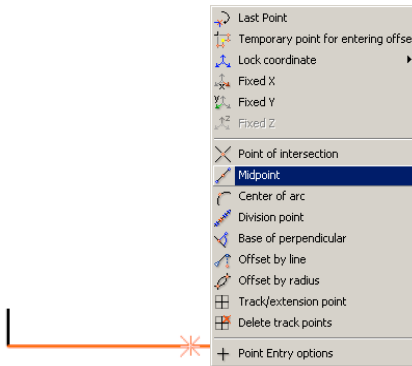 Last Point
Temporary point for entering offse
Lock coordinate
Fixed X
Fixed Y
Fixed Z
Point of intersection
Midpoint
Center of arc
Division point
Base of perpendicular
Offset by line
Offset by radius
Track/extension point
Delete track points
Point Entry options